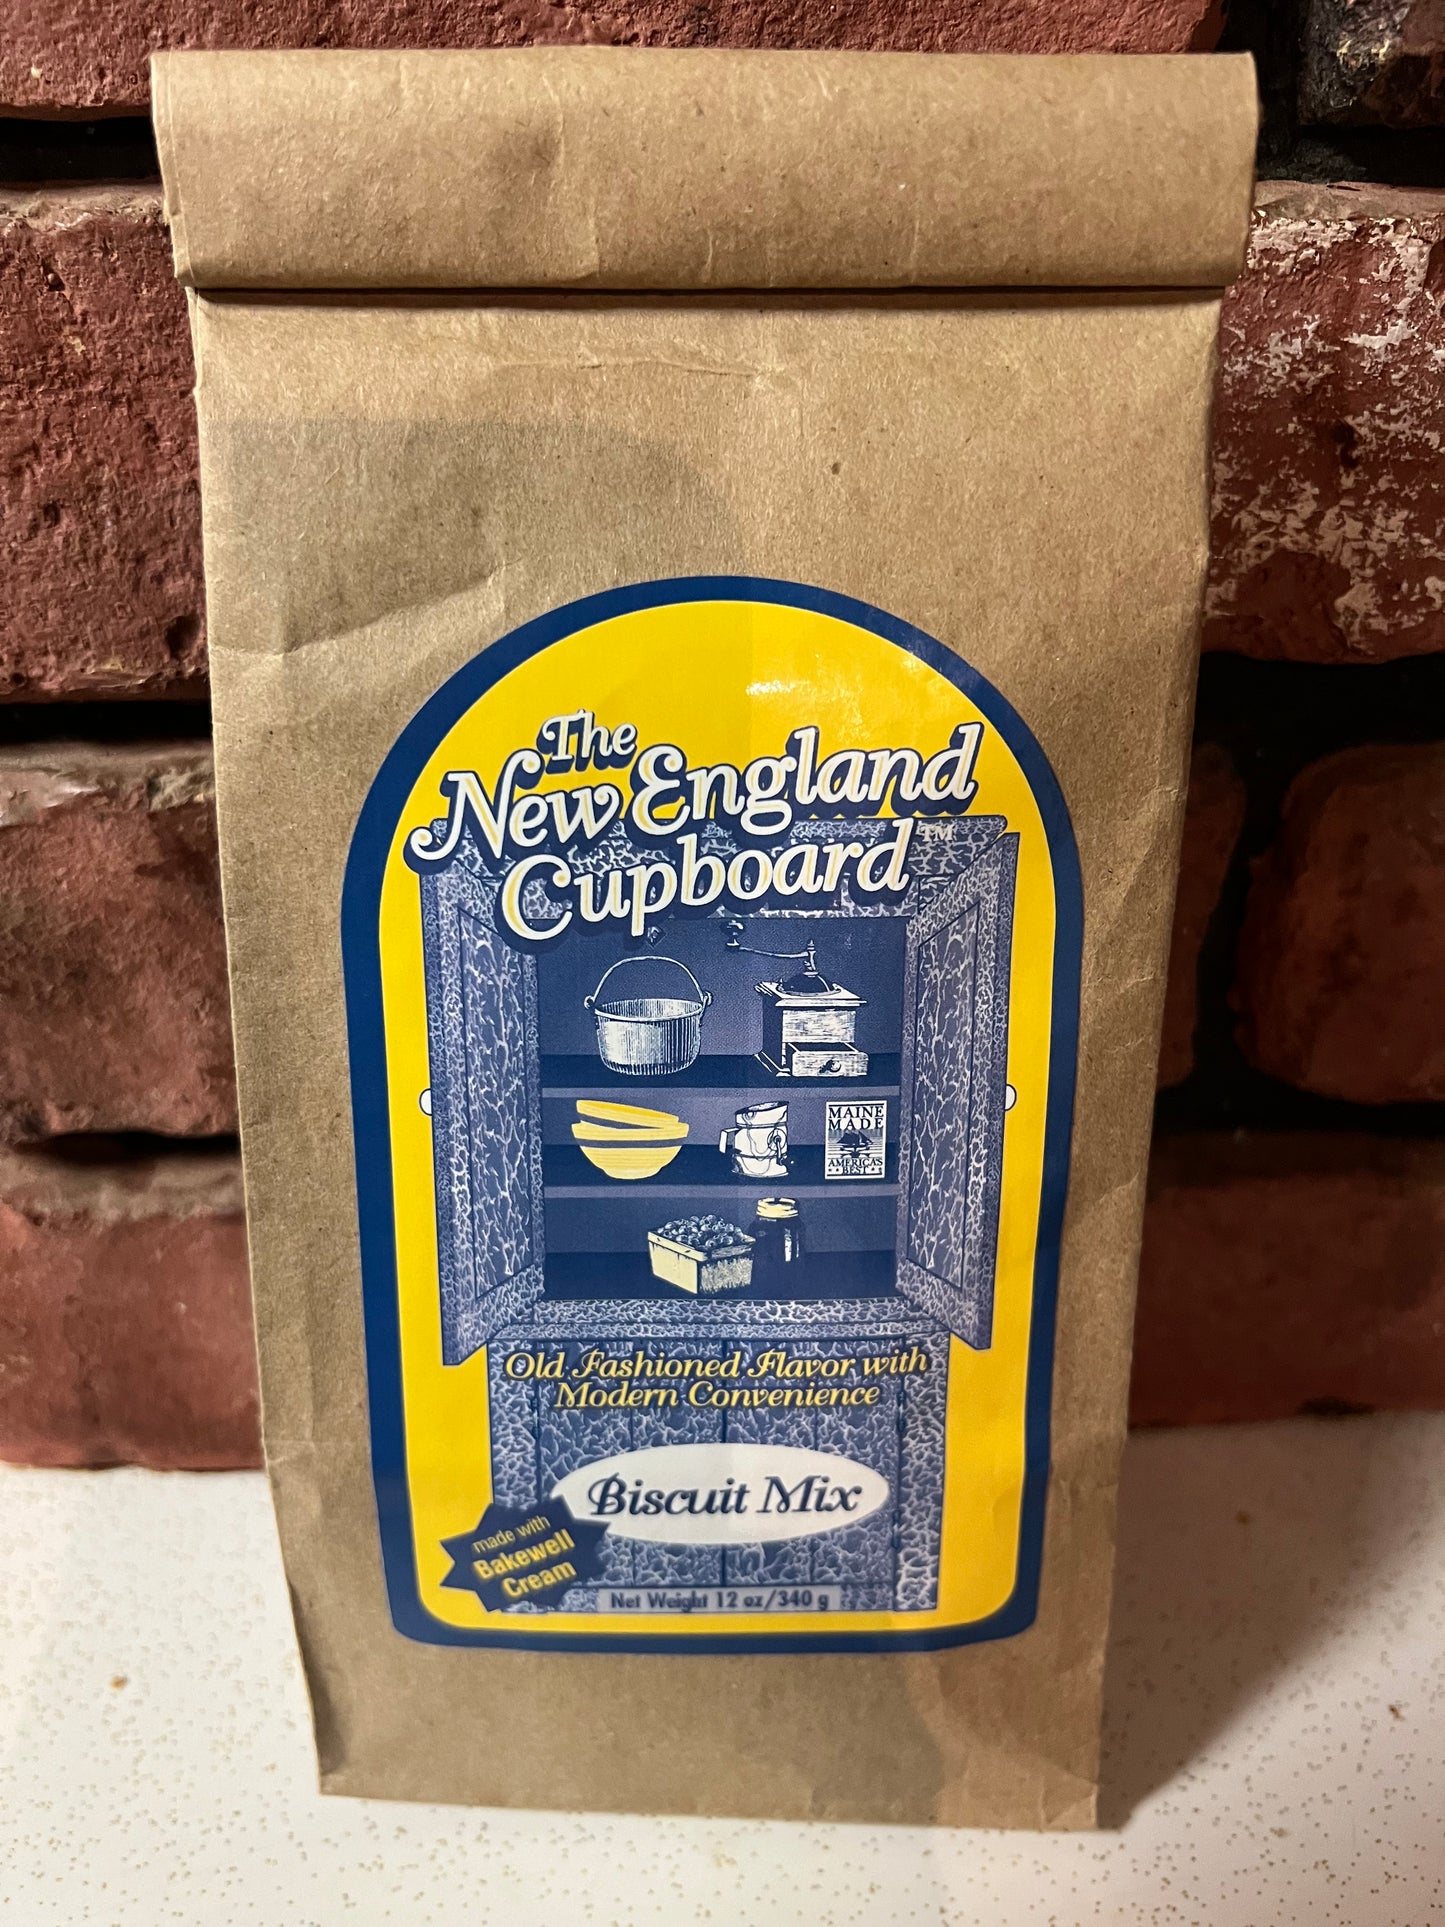 The
New England
Cupboard™
MAINE
MADE
AMERICA'S
BEST
Old Fashioned Flavor with
Modern Convenience
Biscuit Mix
made with
Bakewell
Cream
Net Weight 12 oz/340 g